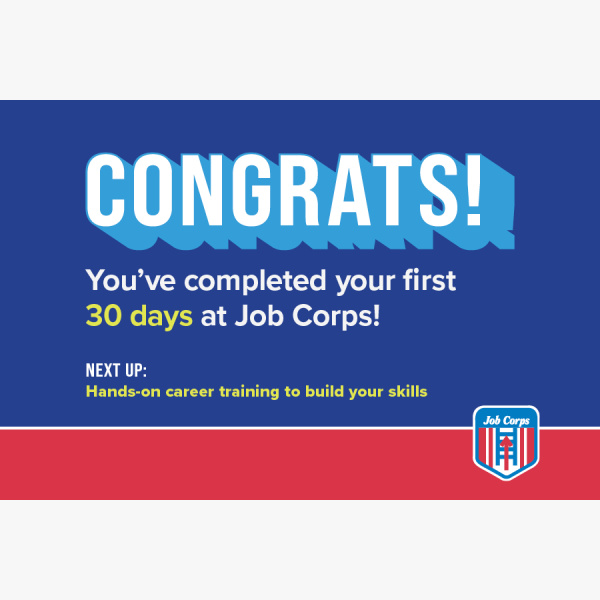 CONGRATS!
You’ve completed your first
30 days at Job Corps!
NEXT UP:
Hands-on career training to build your skills
Job Corps